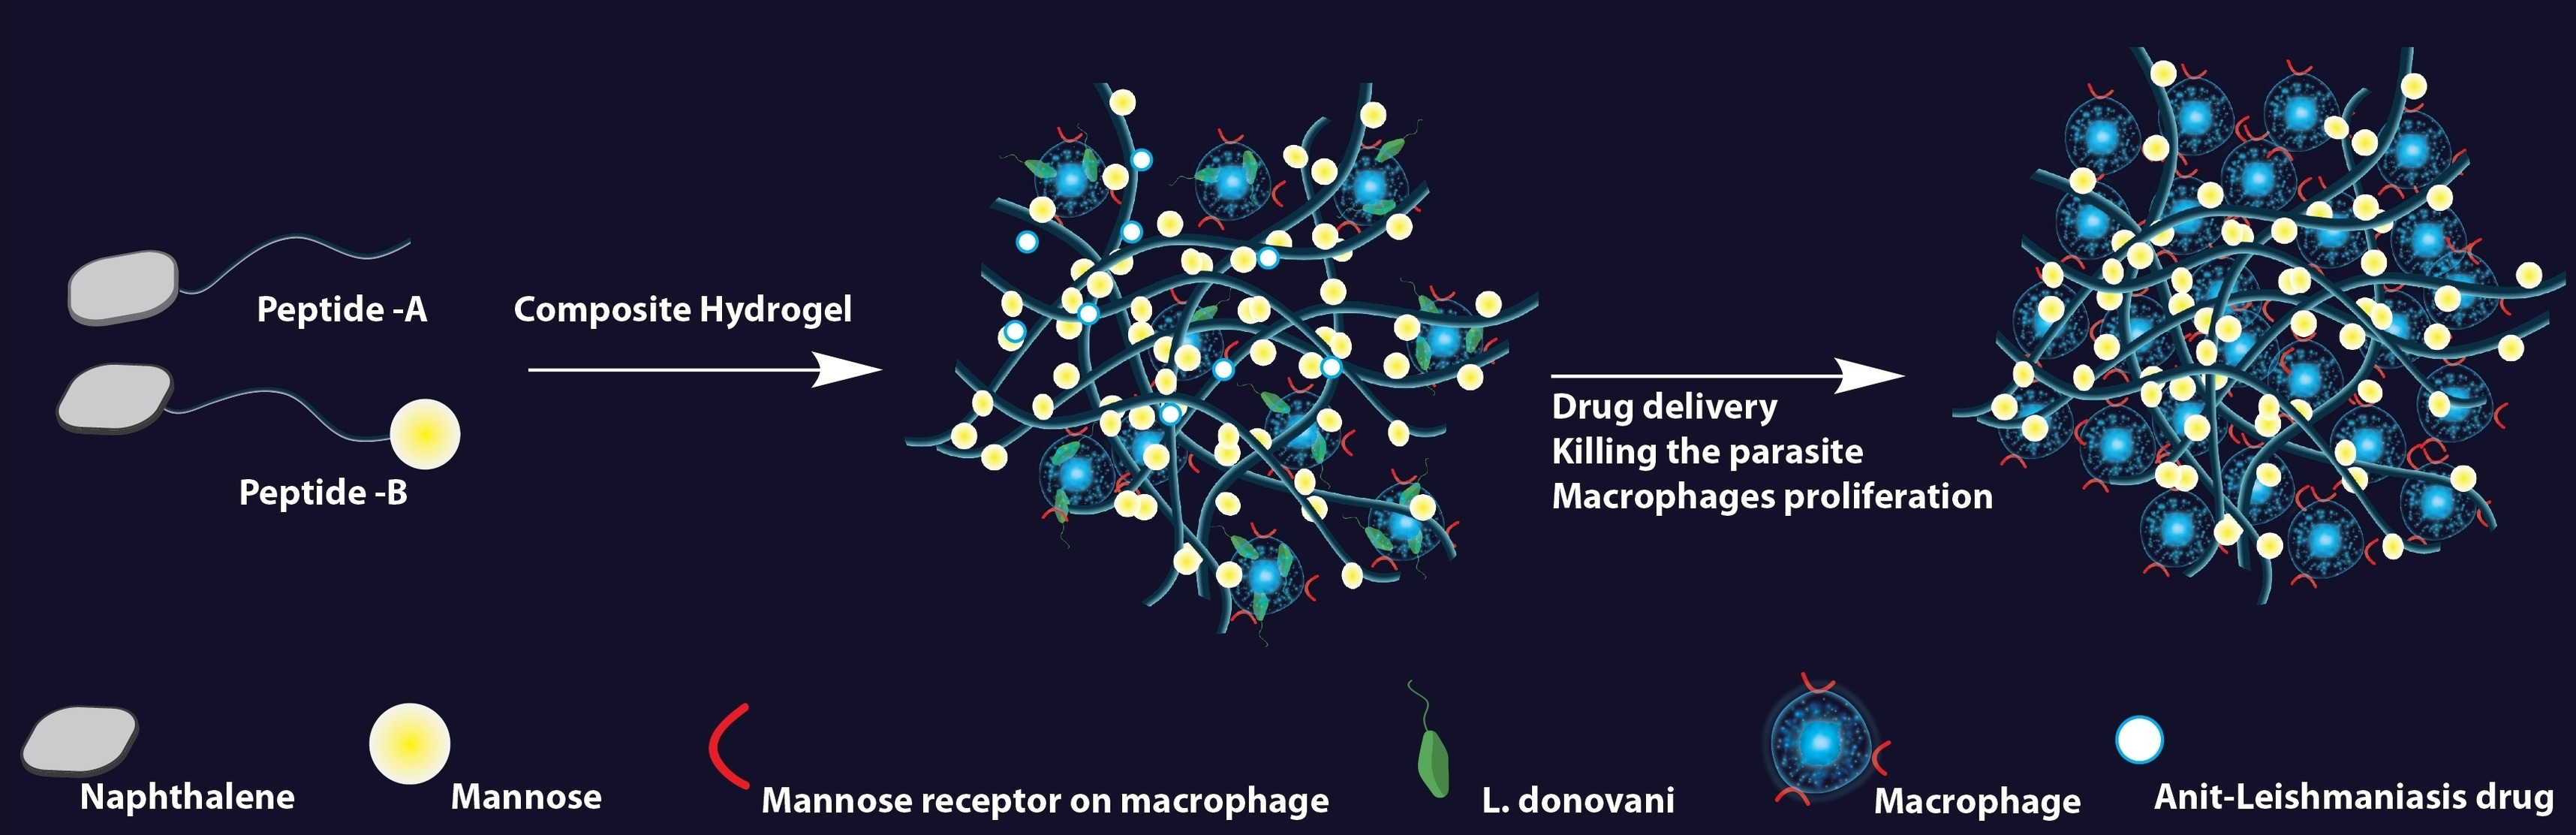 Peptide -A
Peptide -B
Composite Hydrogel
Drug delivery
Killing the parasite
Macrophages proliferation
Naphthalene
Mannose
Mannose receptor on macrophage
L. donovani
Macrophage
Anit-Leishmaniasis drug